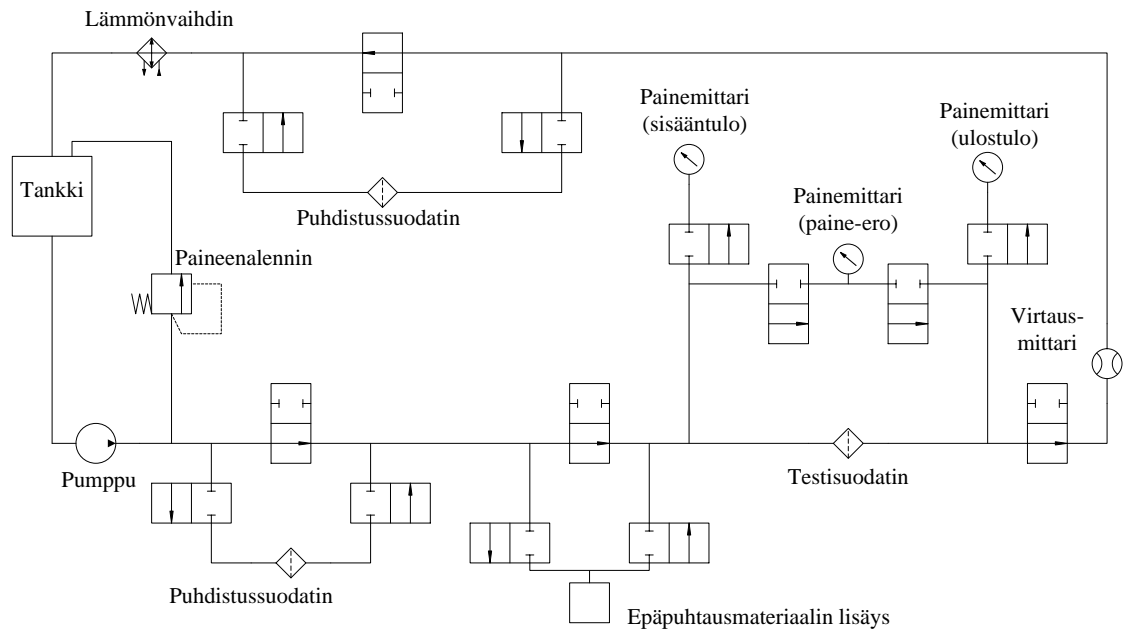 Lämmönvaihdin
Painemittari
(sisääntulo)
Painemittari
(ulostulo)
Tankki
Puhdistussuodatin
Painemittari
(paine-ero)
Paineenalennin
Virtaus-
mittari
Pumppu
Testisuodatin
Puhdistussuodatin
Epäpuhtausmateriaalin lisäys